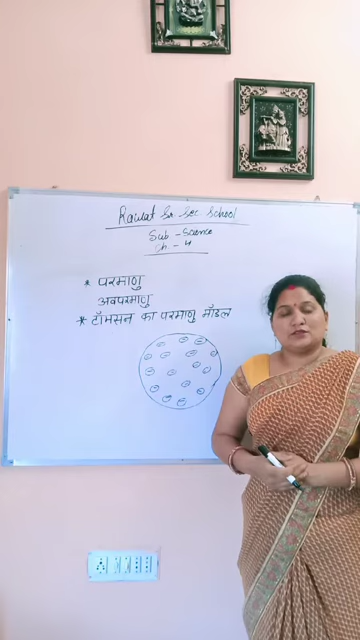 Rawat Sr. Sec School
Sub - Science
Ch. - 4
* परमाणु
अवपरमाणु
* टॉमसन का परमाणु मॉडल